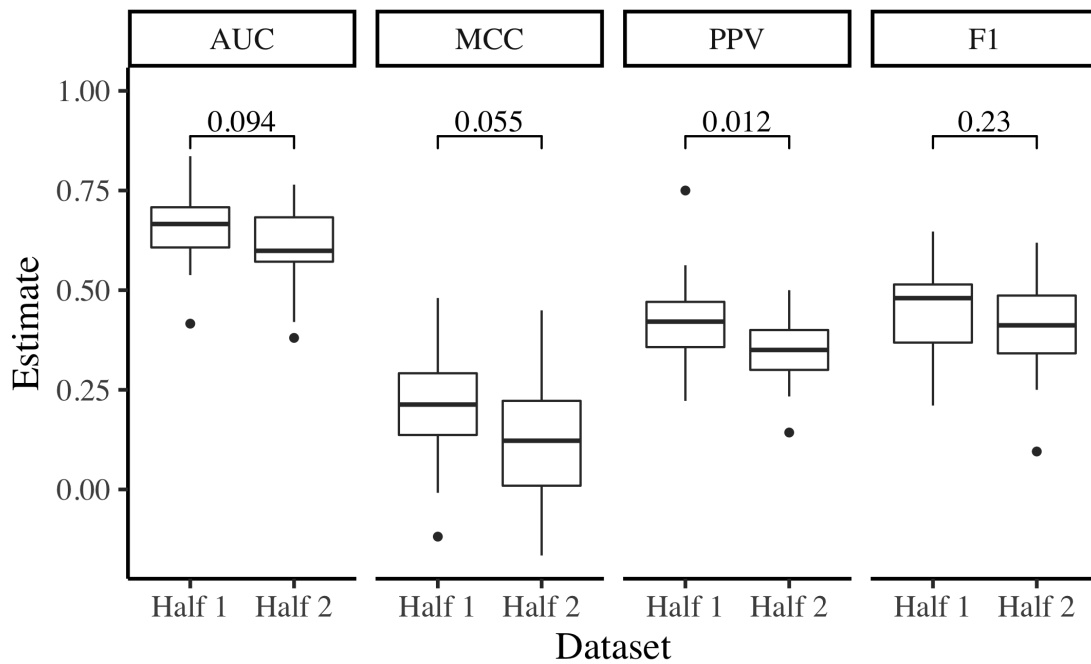 AUC MCC PPV F1
1.00
0.094 0.055 0.012 0.23
0.75
0.50
0.25
0.00
Estimate
Half 1 Half 2 Half 1 Half 2 Half 1 Half 2 Half 1 Half 2
Dataset